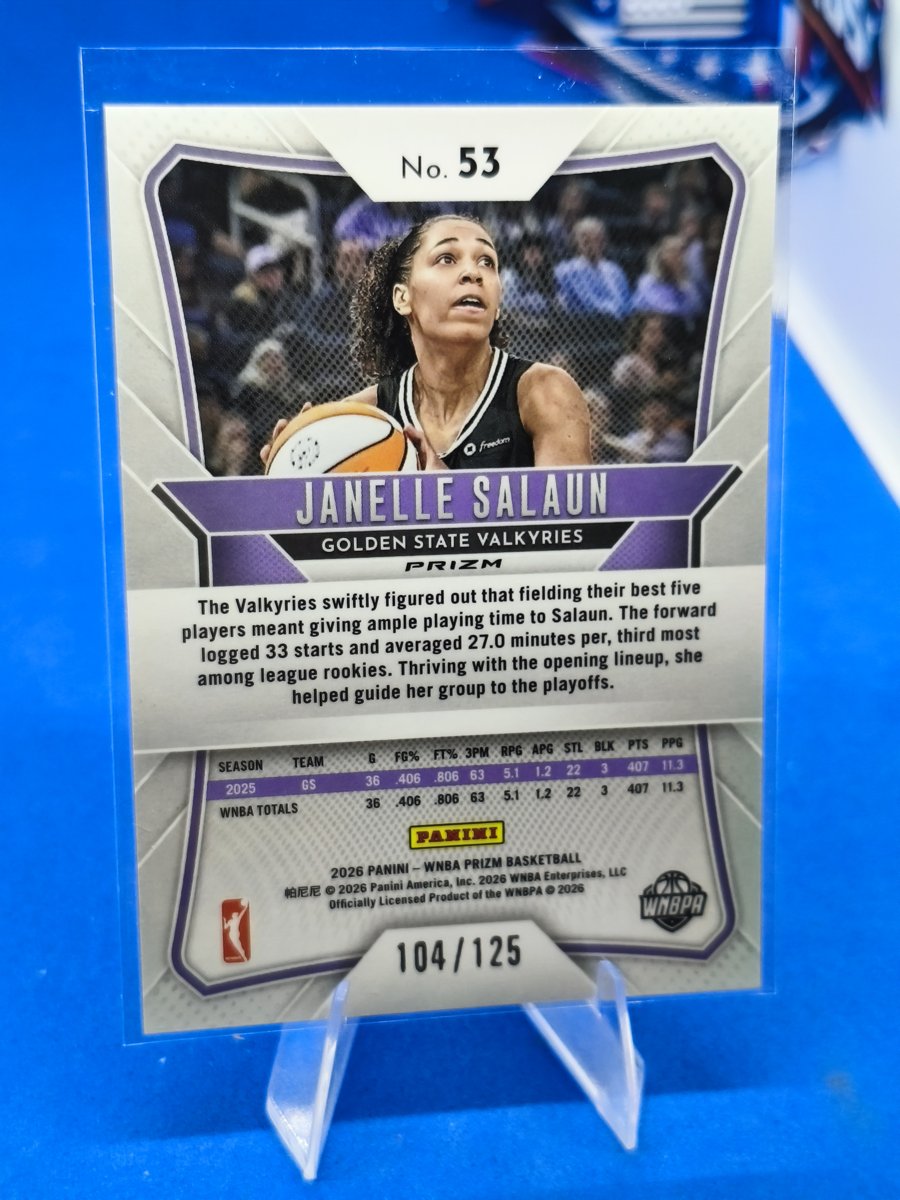 No. 53
freedom
JANELLE SALAUN
GOLDEN STATE VALKYRIES
PRIZM
The Valkyries swiftly figured out that fielding their best five
players meant giving ample playing time to Salaun. The forward
logged 33 starts and averaged 27.0 minutes per, third most
among league rookies. Thriving with the opening lineup, she
helped guide her group to the playoffs.
SEASON TEAM G FG% FT% 3PM RPG APG STL BLK PTS PPG
2025 GS 36 .406 .806 63 5.1 1.2 22 3 407 11.3
WNBA TOTALS 36 .406 .806 63 5.1 1.2 22 3 407 11.3
PANINI
2026 PANINI – WNBA PRIZM BASKETBALL
帕尼尼 © 2026 Panini America, Inc. 2026 WNBA Enterprises, LLC
Officially Licensed Product of the WNBPA © 2026
WNBPA
104/125